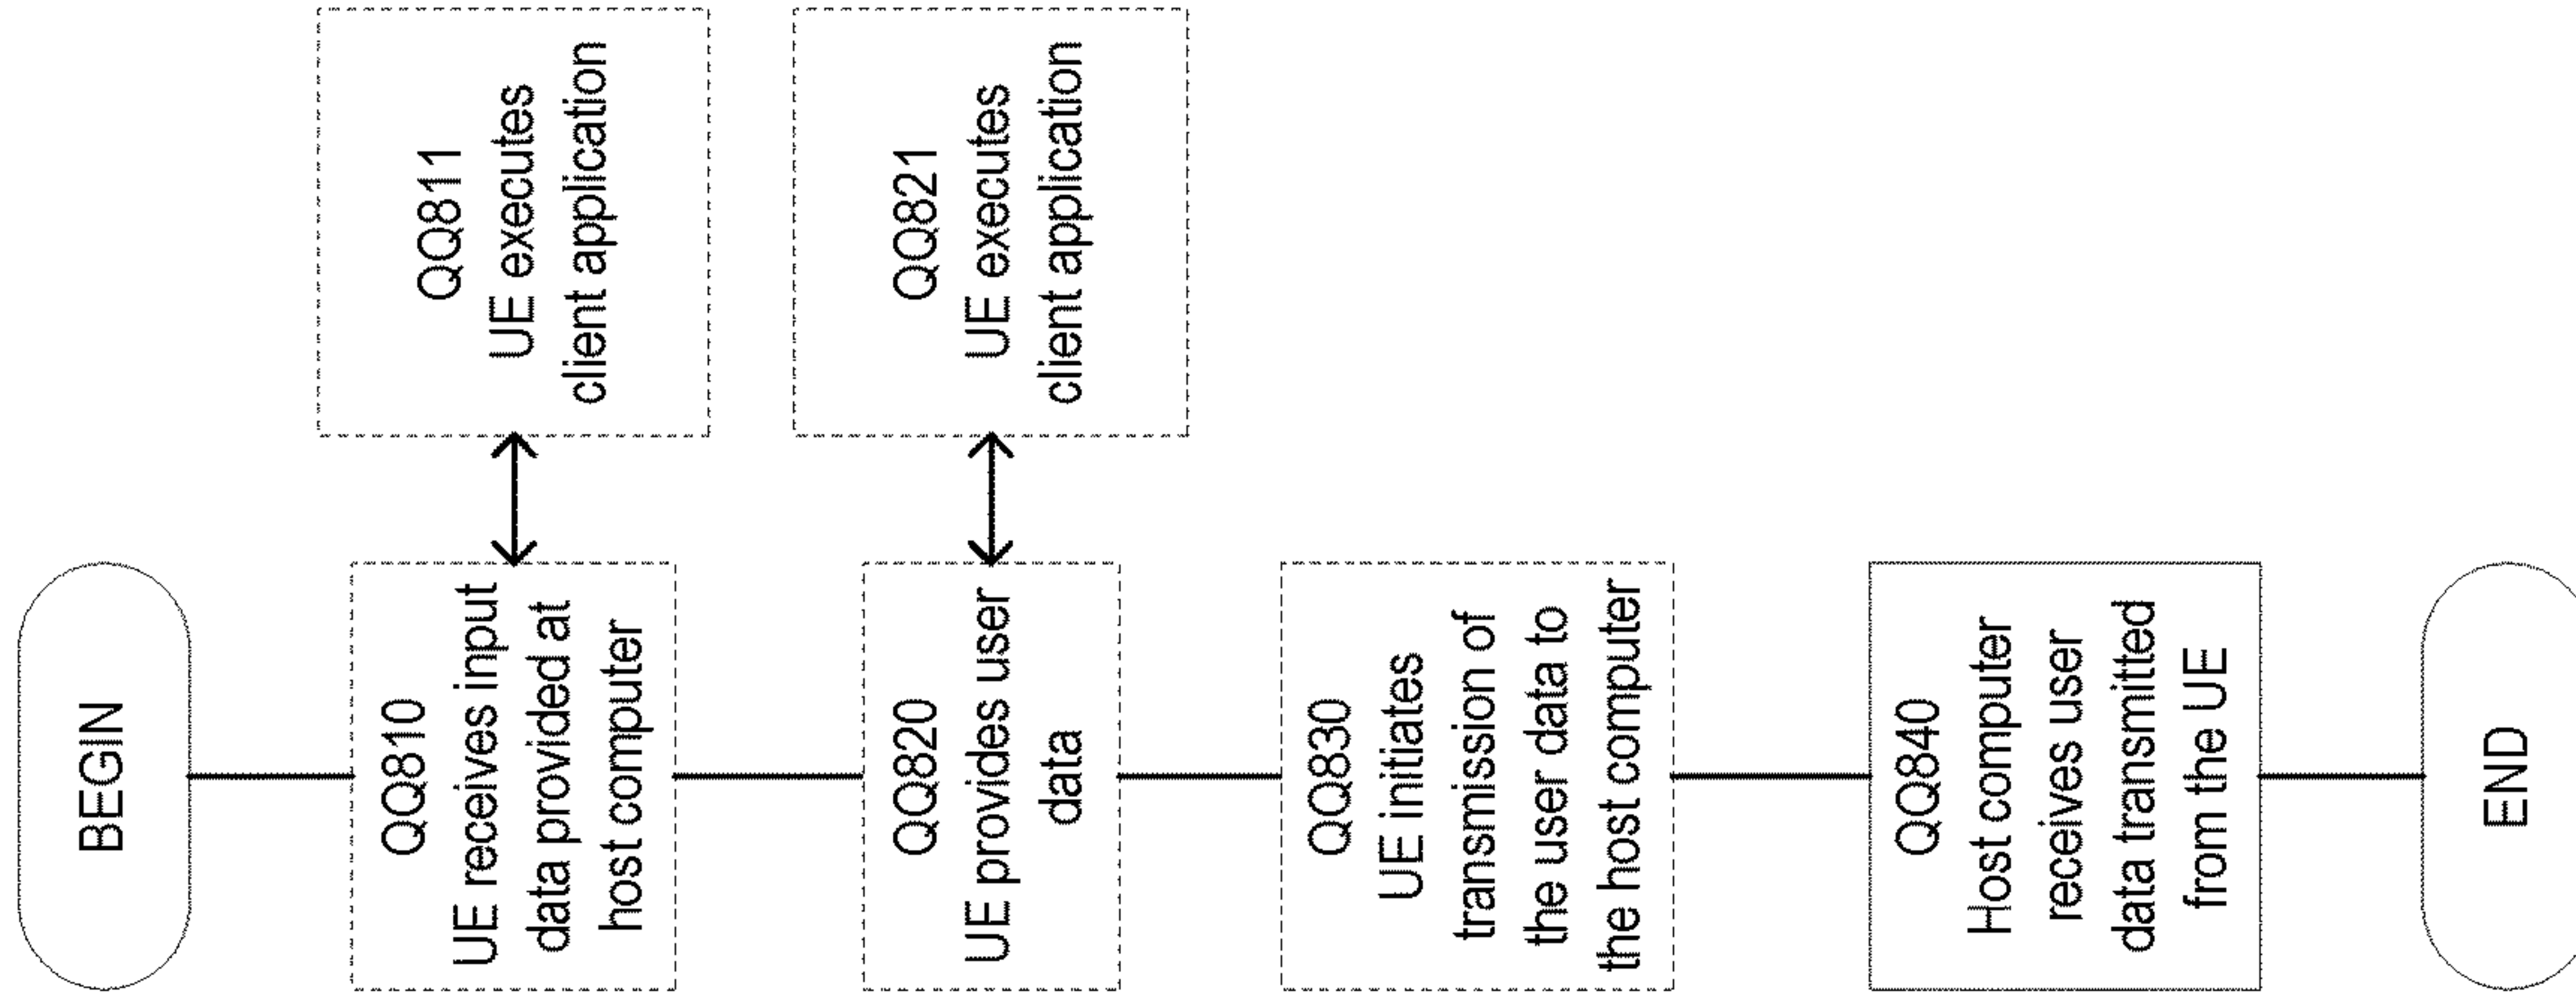 BEGIN
QQ810
UE receives input
data provided at
host computer
QQ811
UE executes
client application
QQ820
UE provides user
data
QQ821
UE executes
client application
QQ830
UE initiates
transmission of
the user data to
the host computer
QQ840
Host computer
receives user
data transmitted
from the UE
END